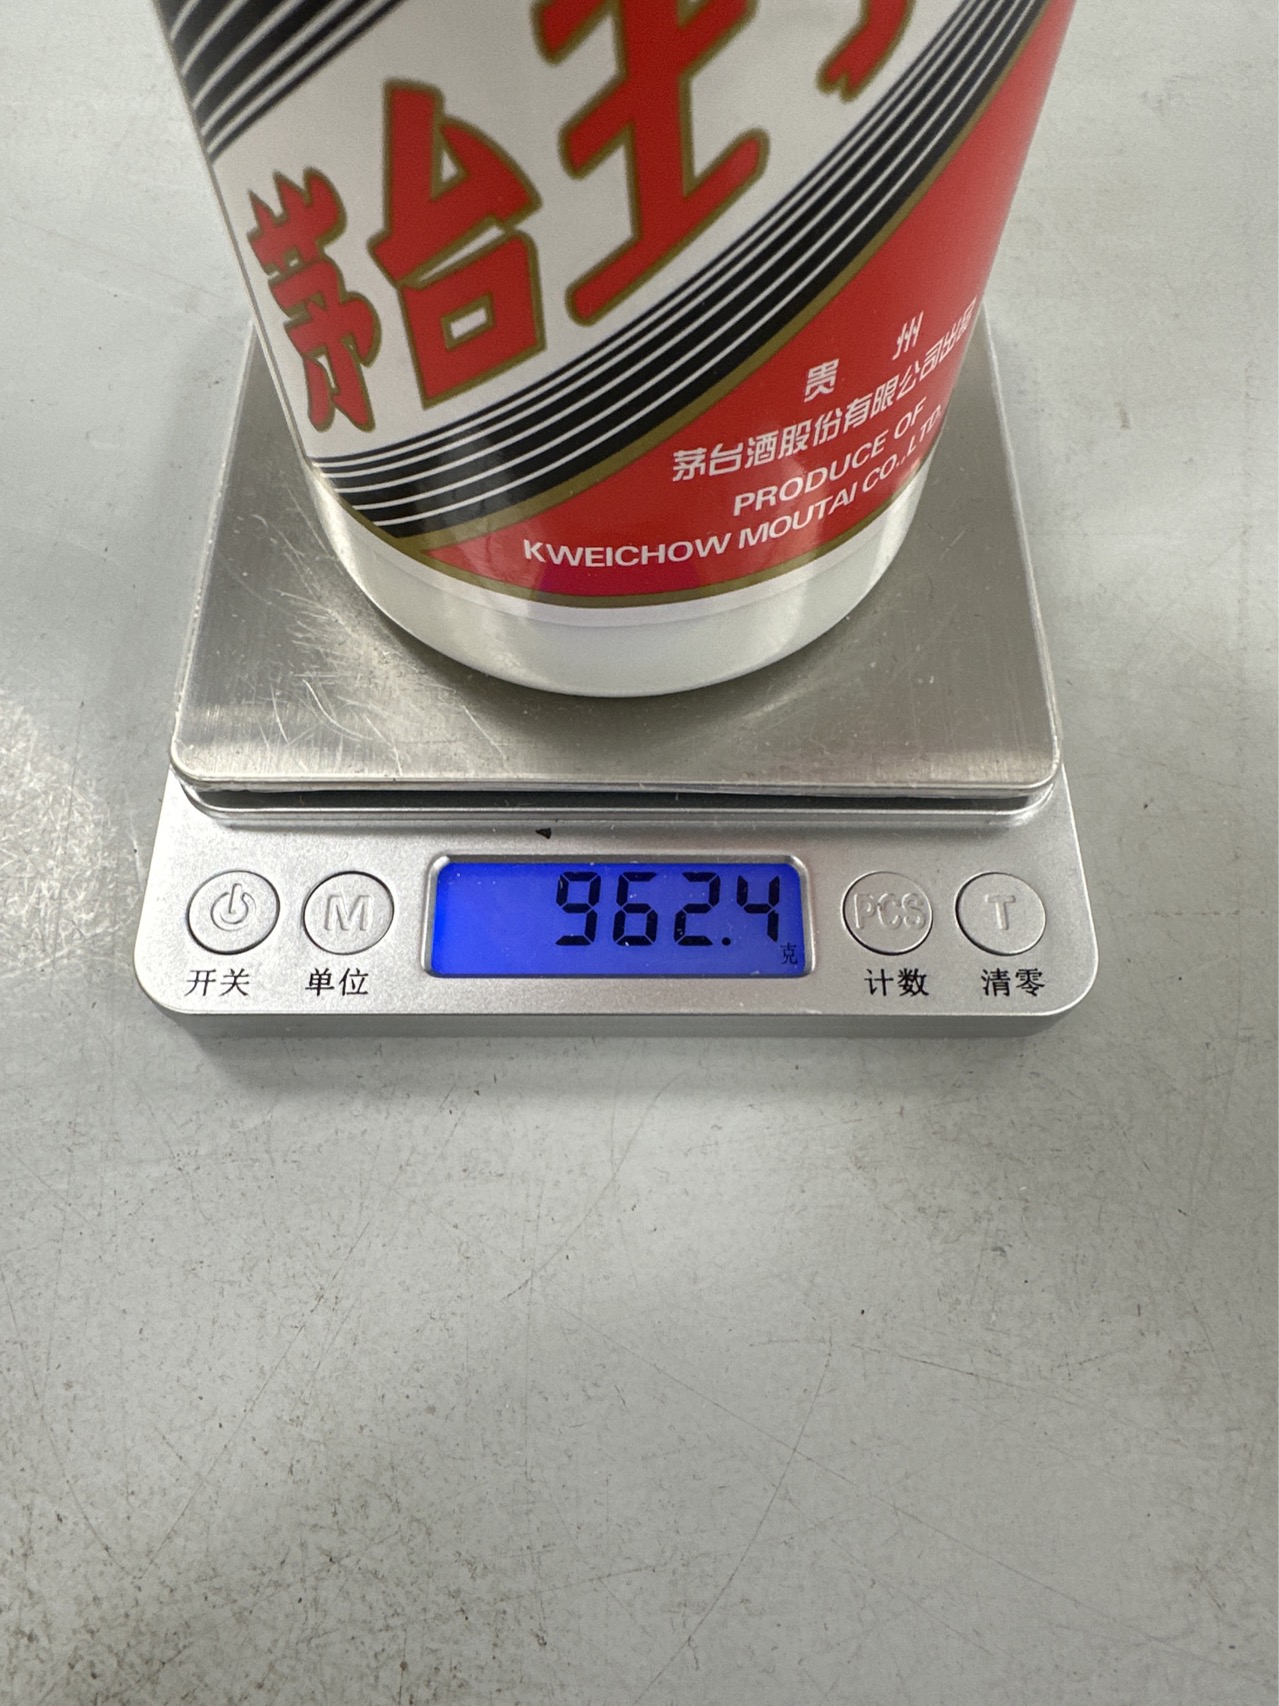 茅台王
贵州
茅台酒股份有限公司出品
PRODUCE OF
KWEICHOW MOUTAI CO.,LTD.
962.4
克
M
PCS
T
开关
单位
计数
清零